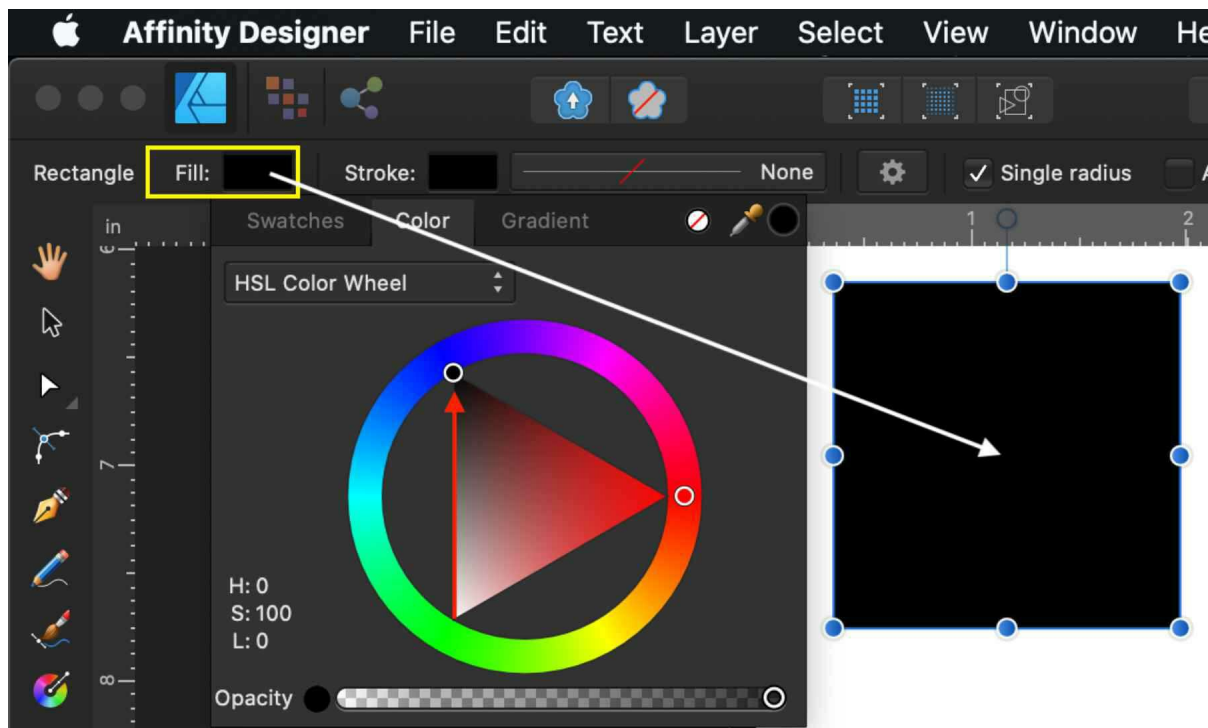 Affinity Designer File Edit Text Layer Select View Window He
Rectangle Fill: Stroke: None Single radius A
in Swatches Color Gradient 1 2
6
HSL Color Wheel
7
H: 0
S: 100
L: 0
8
Opacity